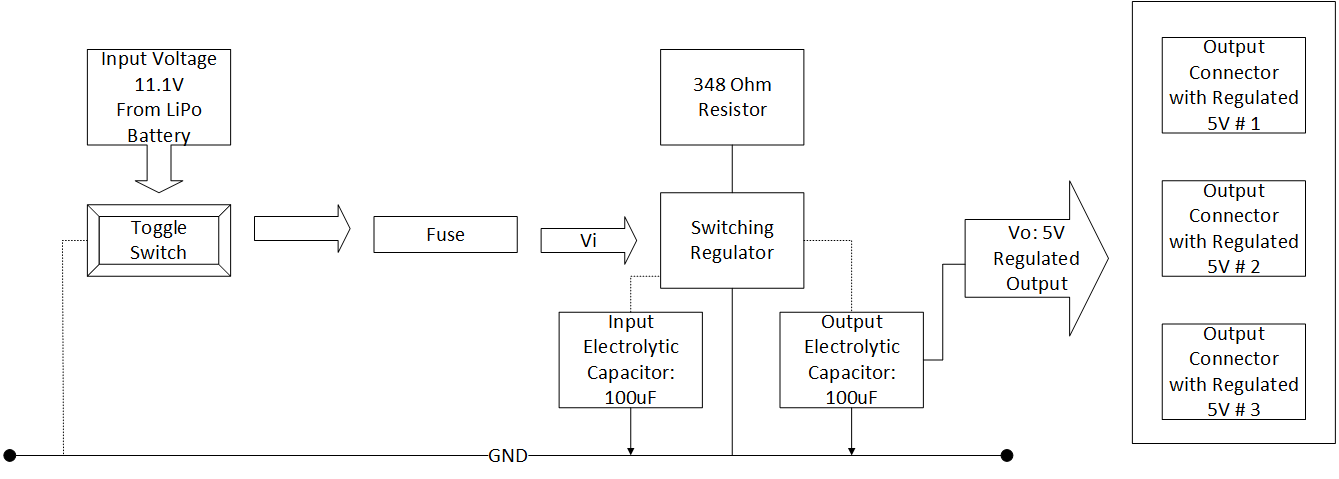 Input Voltage
11.1V
From LiPo
Battery
Toggle
Switch
Fuse
Vi
348 Ohm
Resistor
Switching
Regulator
Input
Electrolytic
Capacitor:
100uF
Output
Electrolytic
Capacitor:
100uF
GND
Vo: 5V
Regulated
Output
Output
Connector
with Regulated
5V # 1
Output
Connector
with Regulated
5V # 2
Output
Connector
with Regulated
5V # 3